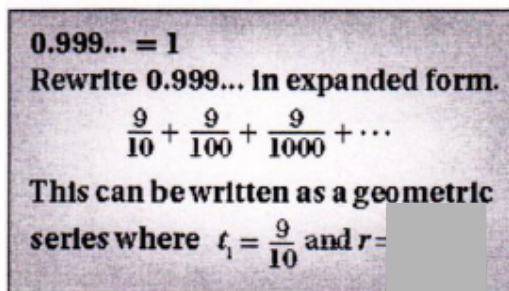 0.999... = 1
Rewrite 0.999... in expanded form.
9/10 + 9/100 + 9/1000 + ⋯
This can be written as a geometric
series where t₁ = 9/10 and r=